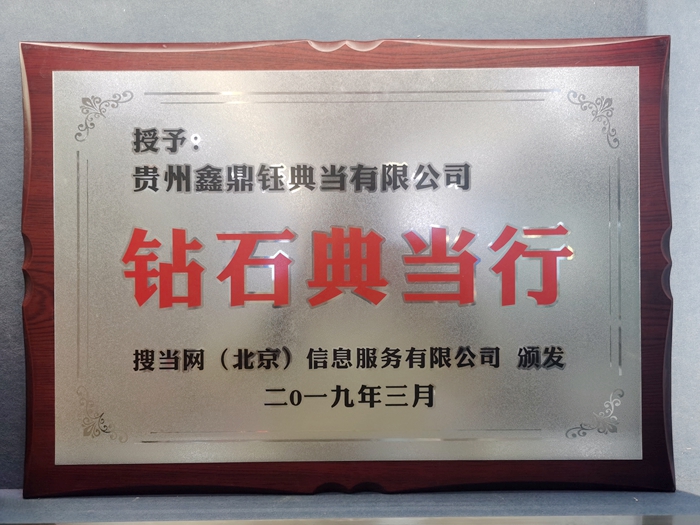 授予：
贵州鑫鼎钰典当有限公司
钻石典当行
搜当网（北京）信息服务有限公司 颁发
二0一九年三月